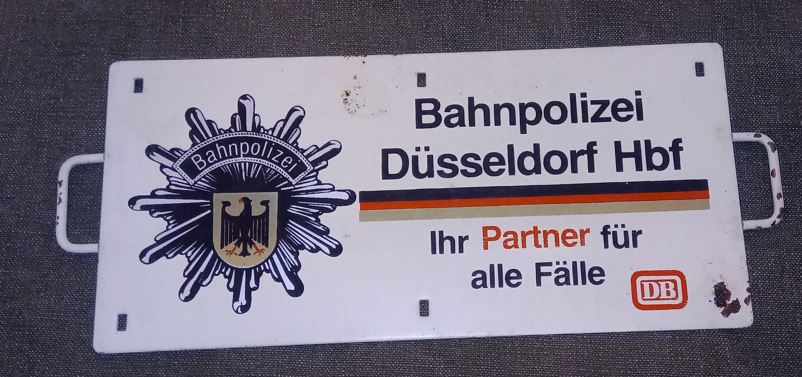 Bahnpolizei
Bahnpolizei
Düsseldorf Hbf
Ihr Partner für
alle Fälle
DB